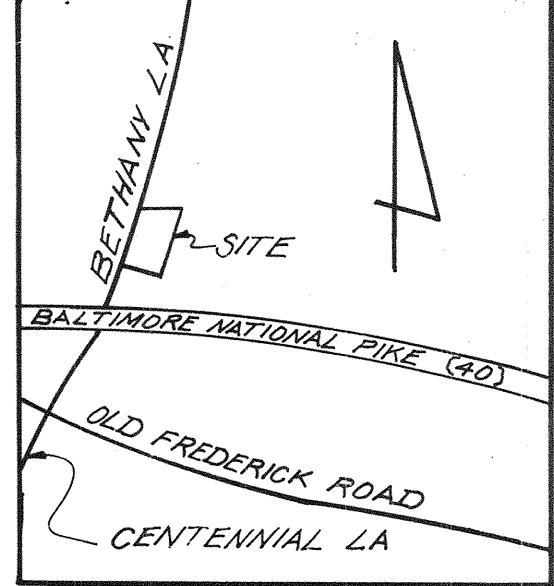 BETHANY LA
SITE
BALTIMORE NATIONAL PIKE (40)
OLD FREDERICK ROAD
CENTENNIAL LA